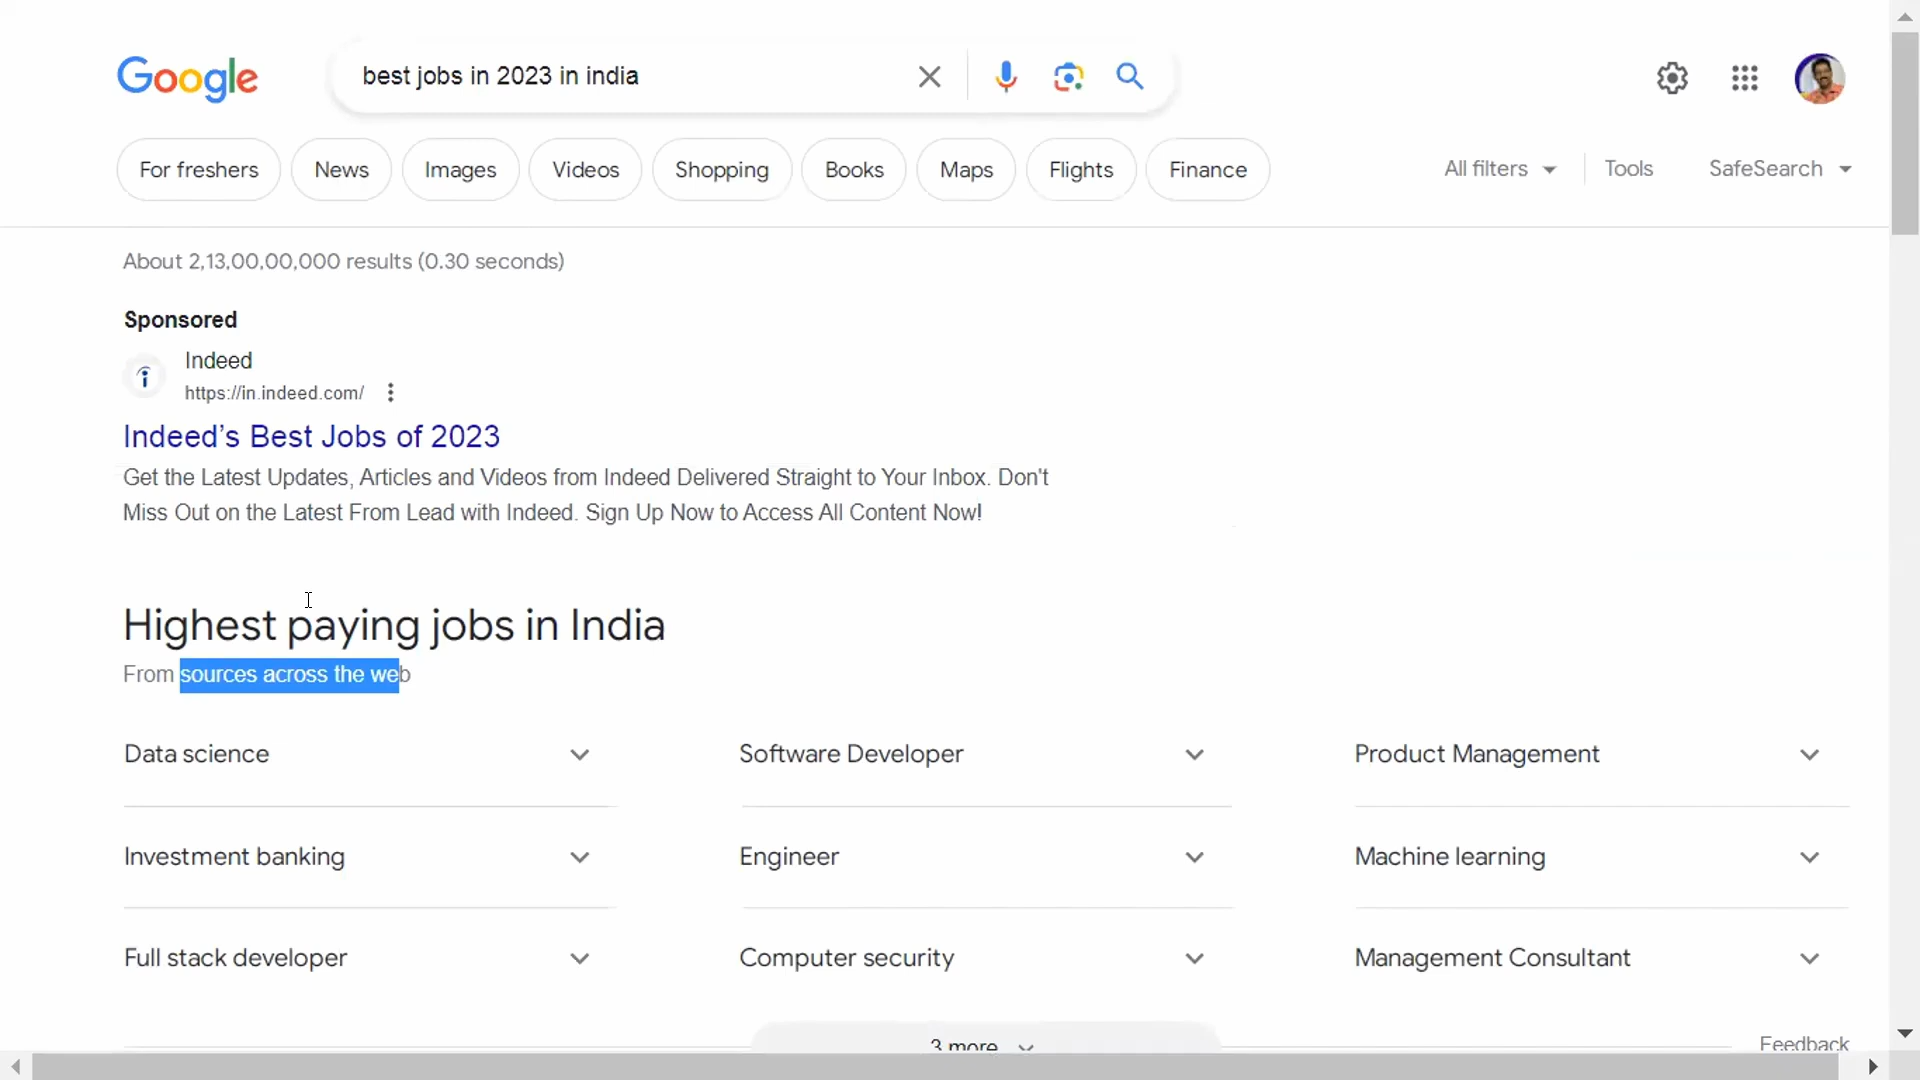 Google
best jobs in 2023 in india
For freshers
News
Images
Videos
Shopping
Books
Maps
Flights
Finance
All filters
Tools
SafeSearch
About 2,13,00,00,000 results (0.30 seconds)
Sponsored
Indeed
https://in.indeed.com/
Indeed’s Best Jobs of 2023
Get the Latest Updates, Articles and Videos from Indeed Delivered Straight to Your Inbox. Don't
Miss Out on the Latest From Lead with Indeed. Sign Up Now to Access All Content Now!
Highest paying jobs in India
From sources across the web
Data science
Software Developer
Product Management
Investment banking
Engineer
Machine learning
Full stack developer
Computer security
Management Consultant
3 more
Feedback